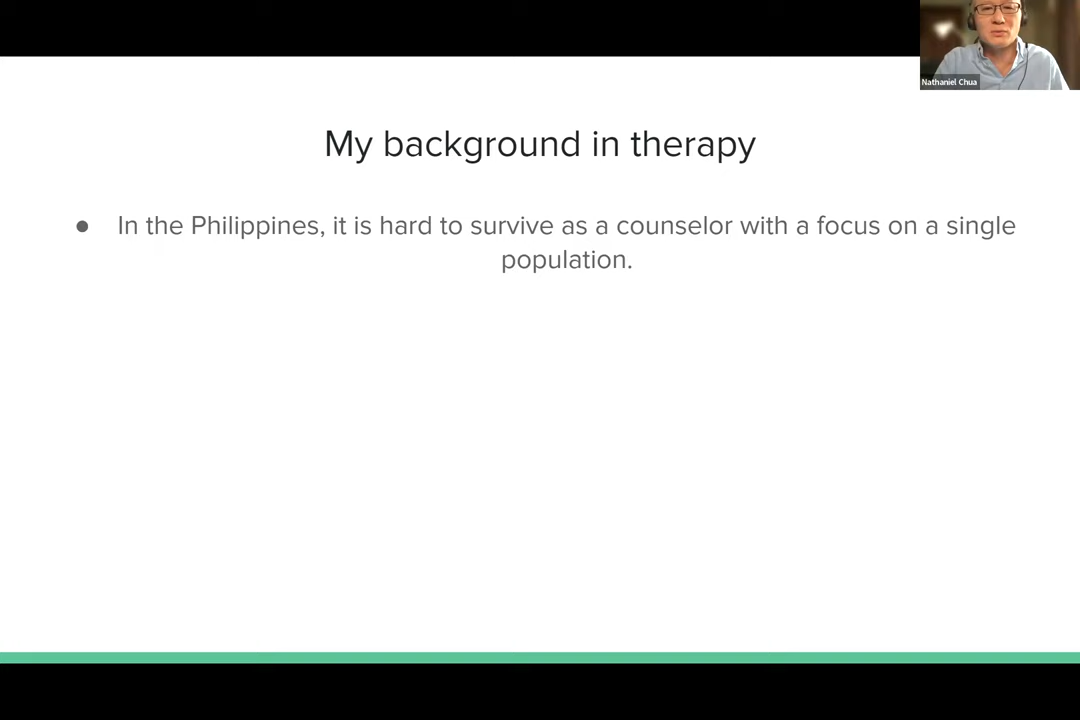 Nathaniel Chua
My background in therapy
● In the Philippines, it is hard to survive as a counselor with a focus on a single
population.